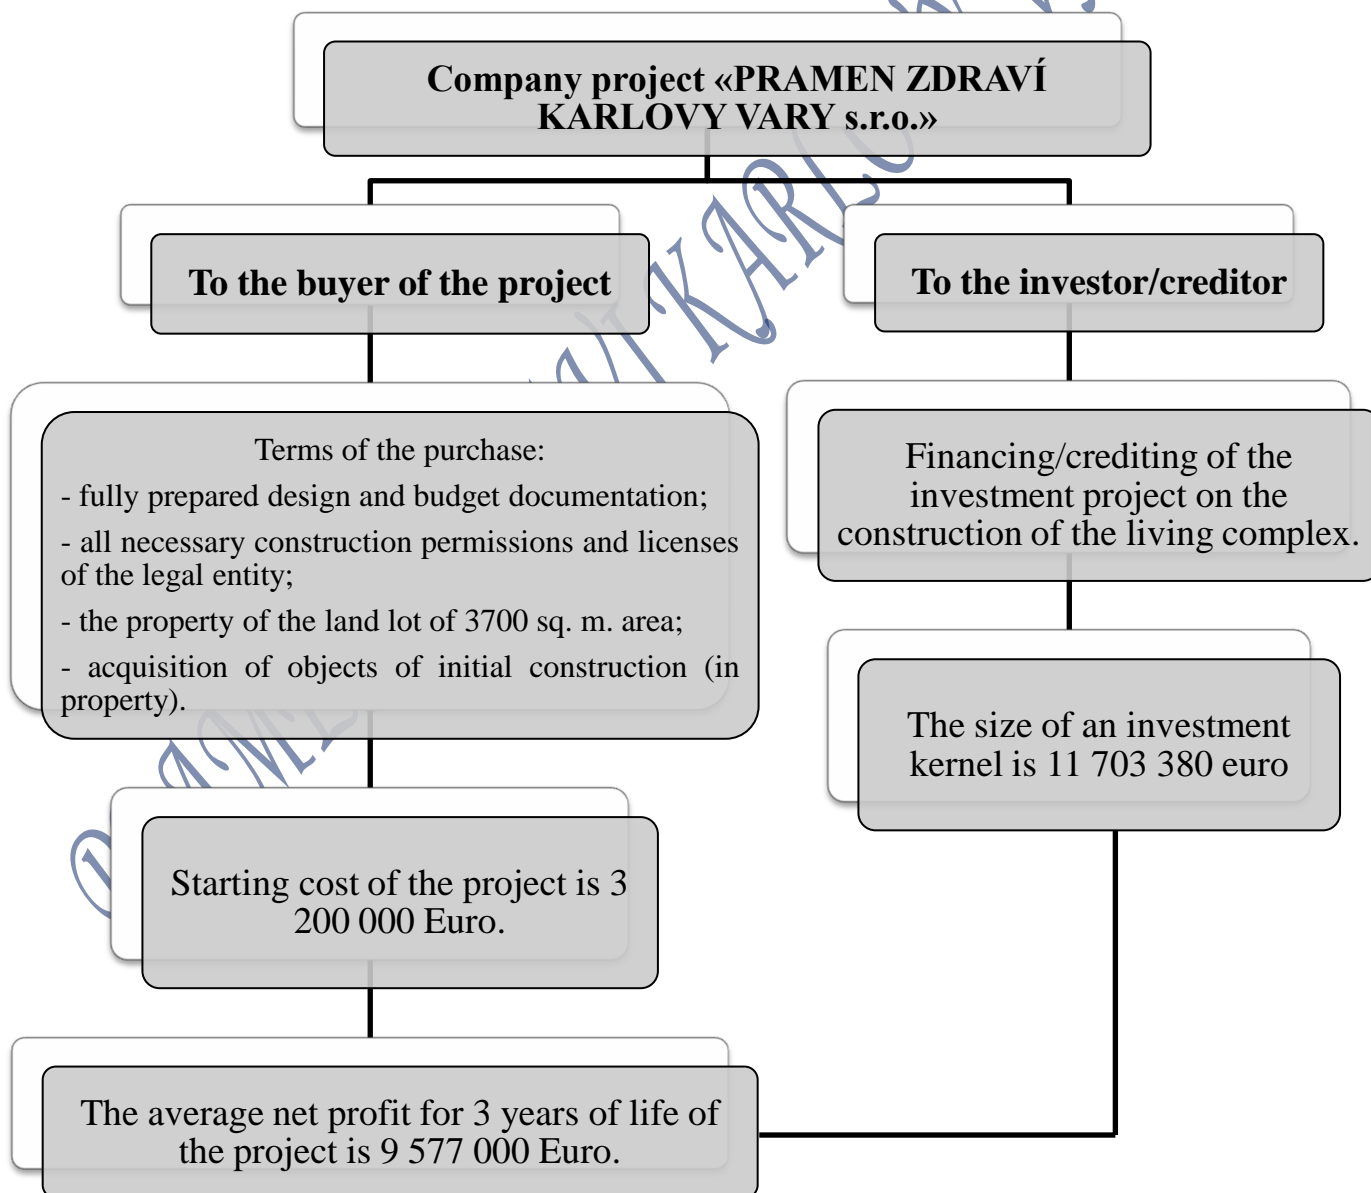 Company project «PRAMEN ZDRAVÍ
KARLOVY VARY s.r.o.»
To the buyer of the project
To the investor/creditor
Terms of the purchase:
- fully prepared design and budget documentation;
- all necessary construction permissions and licenses
of the legal entity;
- the property of the land lot of 3700 sq. m. area;
- acquisition of objects of initial construction (in
property).
Financing/crediting of the
investment project on the
construction of the living complex.
The size of an investment
kernel is 11 703 380 euro
Starting cost of the project is 3
200 000 Euro.
The average net profit for 3 years of life of
the project is 9 577 000 Euro.